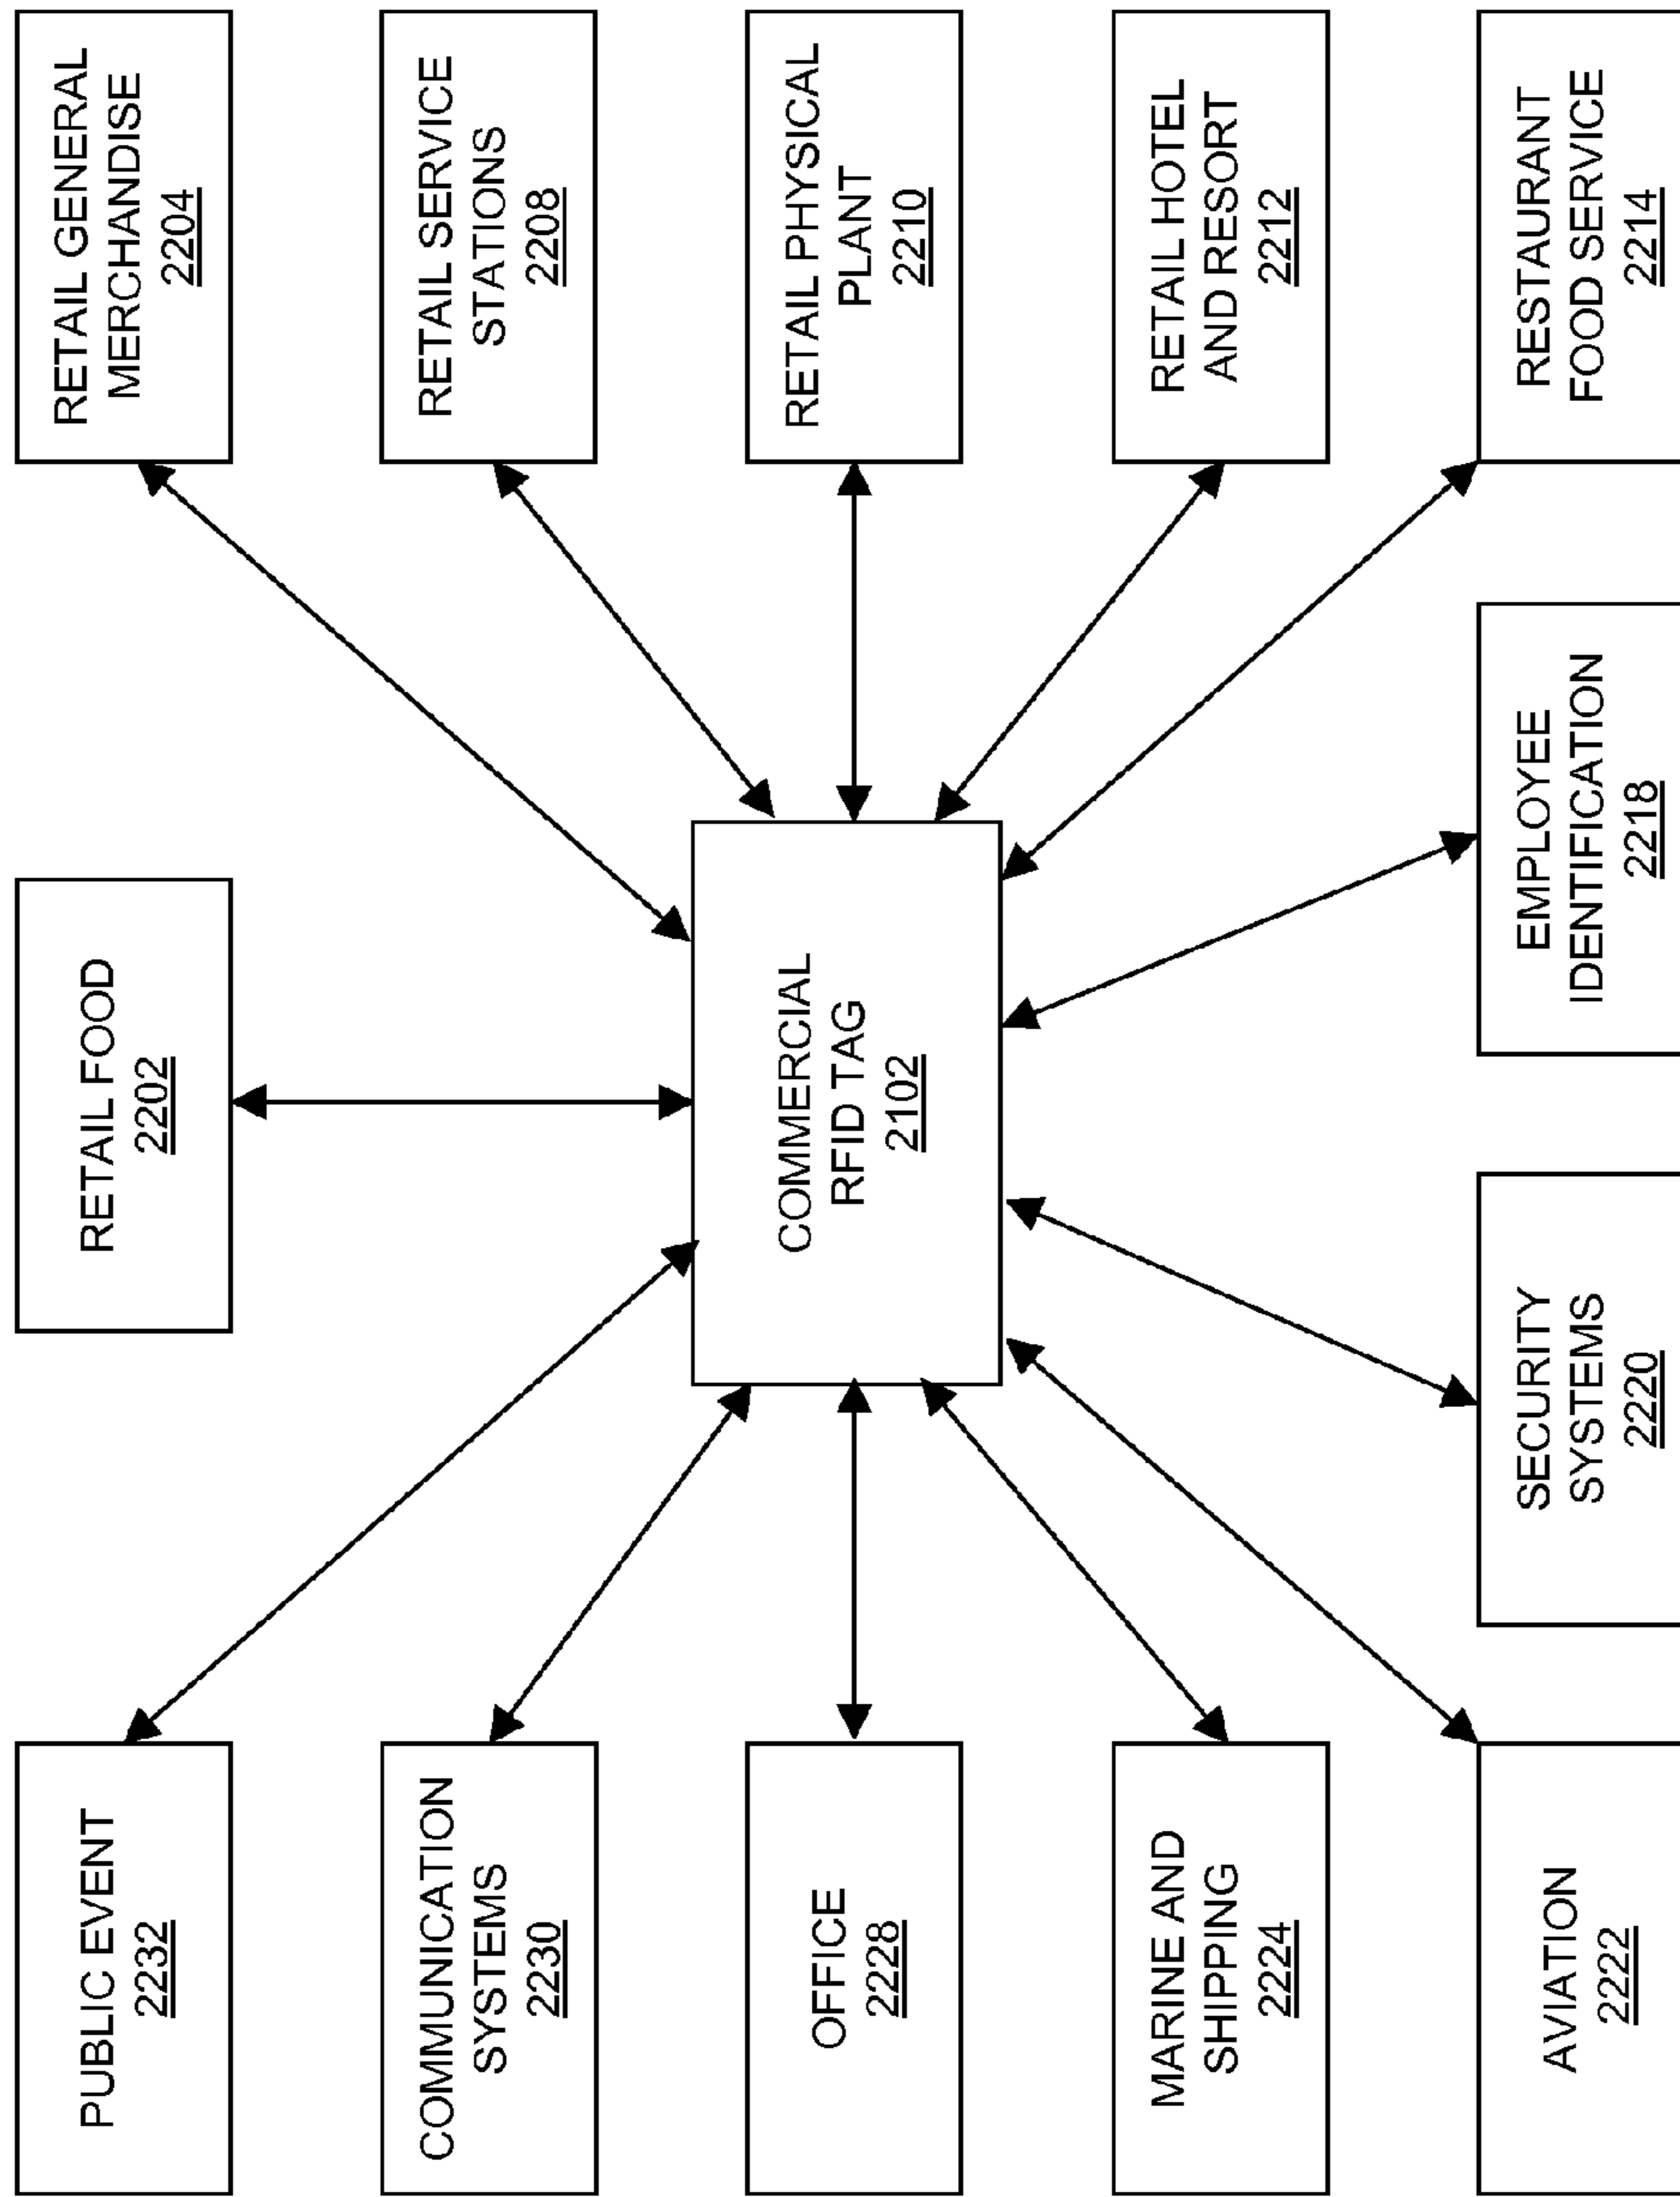 PUBLIC EVENT
2232
RETAIL FOOD
2202
RETAIL GENERAL
MERCHANDISE
2204
COMMUNICATION
SYSTEMS
2230
RETAIL SERVICE
STATIONS
2208
OFFICE
2228
COMMERCIAL
RFID TAG
2102
RETAIL PHYSICAL
PLANT
2210
MARINE AND
SHIPPING
2224
RETAIL HOTEL
AND RESORT
2212
AVIATION
2222
SECURITY
SYSTEMS
2220
EMPLOYEE
IDENTIFICATION
2218
RESTAURANT
FOOD SERVICE
2214